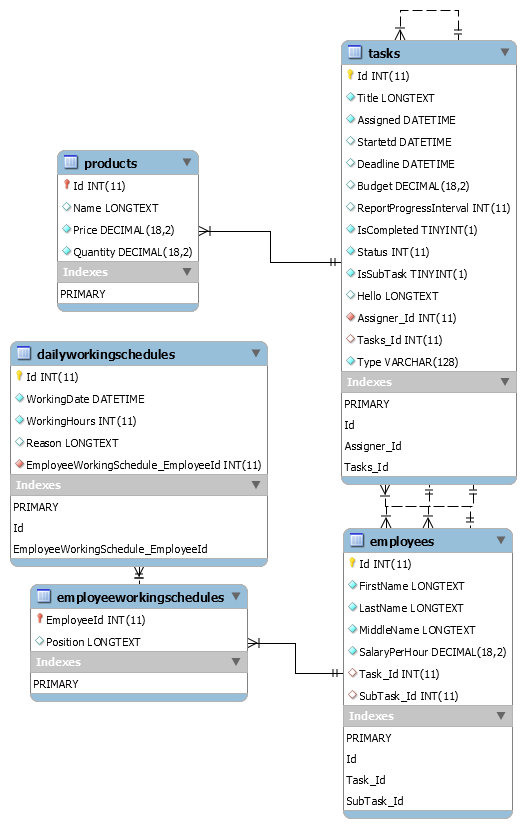 tasks
Id INT(11)
Title LONGTEXT
Assigned DATETIME
Startetd DATETIME
Deadline DATETIME
Budget DECIMAL(18,2)
ReportProgressInterval INT(11)
IsCompleted TINYINT(1)
Status INT(11)
IsSubTask TINYINT(1)
Hello LONGTEXT
Assigner_Id INT(11)
Tasks_Id INT(11)
Type VARCHAR(128)
Indexes
PRIMARY
Id
Assigner_Id
Tasks_Id
products
Id INT(11)
Name LONGTEXT
Price DECIMAL(18,2)
Quantity DECIMAL(18,2)
Indexes
PRIMARY
dailyworkingschedules
Id INT(11)
WorkingDate DATETIME
WorkingHours INT(11)
Reason LONGTEXT
EmployeeWorkingSchedule_EmployeeId INT(11)
Indexes
PRIMARY
Id
EmployeeWorkingSchedule_EmployeeId
employeeworkingschedules
EmployeeId INT(11)
Position LONGTEXT
Indexes
PRIMARY
employees
Id INT(11)
FirstName LONGTEXT
LastName LONGTEXT
MiddleName LONGTEXT
SalaryPerHour DECIMAL(18,2)
Task_Id INT(11)
SubTask_Id INT(11)
Indexes
PRIMARY
Id
Task_Id
SubTask_Id